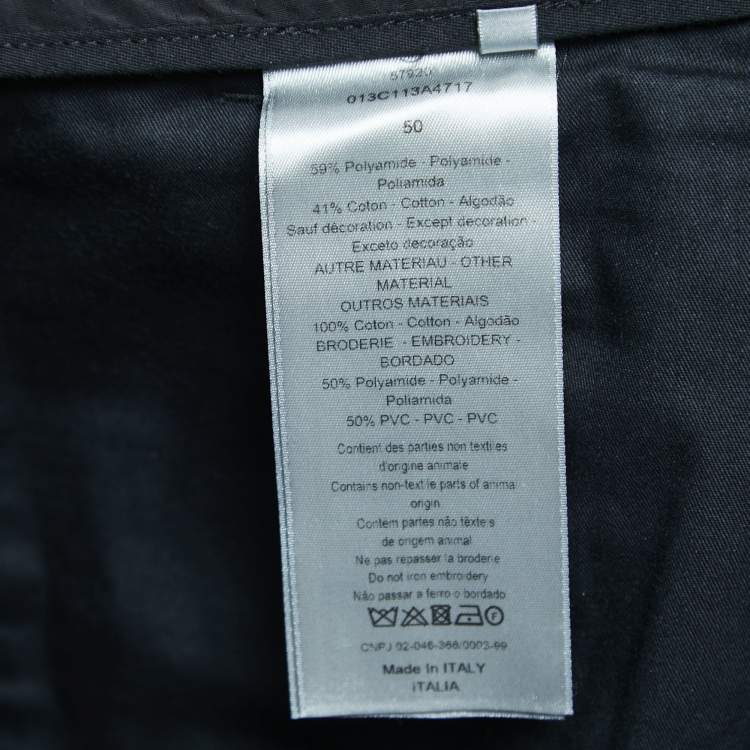 57920
013C113A4717
50
59% Polyamide - Polyamide -
Poliamida
41% Coton - Cotton - Algodão
Sauf décoration - Except decoration -
Exceto decoração
AUTRE MATERIAU - OTHER
MATERIAL
OUTROS MATERIAIS
100% Coton - Cotton - Algodão
BRODERIE - EMBROIDERY -
BORDADO
50% Polyamide - Polyamide -
Poliamida
50% PVC - PVC - PVC
Contient des parties non textiles
d'origine animale
Contains non-textile parts of animal
origin
Contém partes não têxteis
de origem animal
Ne pas repasser la broderie
Do not iron embroidery
Não passar a ferro o bordado
F
CNPJ 02-046-366/0003-99
Made In ITALY
ITALIA